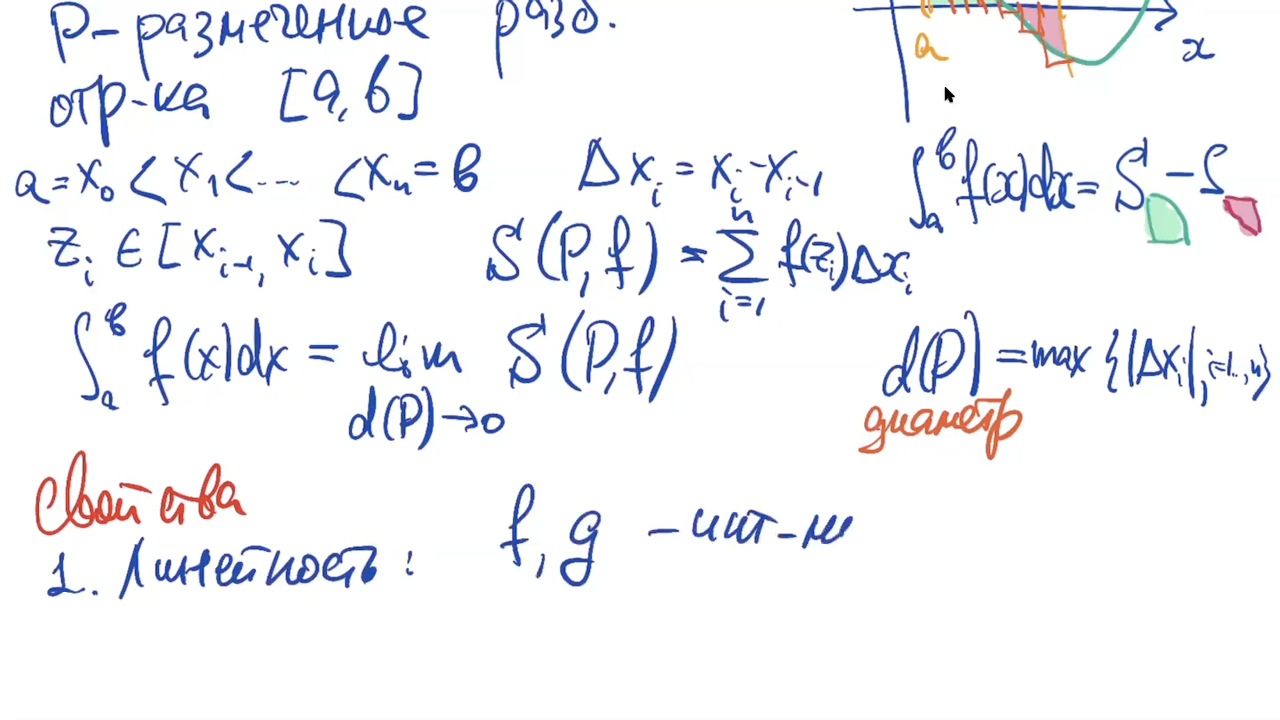 P – размеченное разб.
отр-ка [a, b]
a
x
a = x₀ < x₁ < ... < xₙ = b
Δxᵢ = xᵢ - xᵢ₋₁
∫ₐᵇ f(x)dx = S - S
zᵢ ∈ [xᵢ₋₁, xᵢ]
S(P, f) = ∑ᵢ₌₁ⁿ f(zᵢ)Δxᵢ
∫ₐᵇ f(x)dx = lim S(P, f)
d(P)→0
d(P) = max {|Δxᵢ|, i=1..,n}
диаметр
Свойства
1. Линейность :
f, g – инт-мы